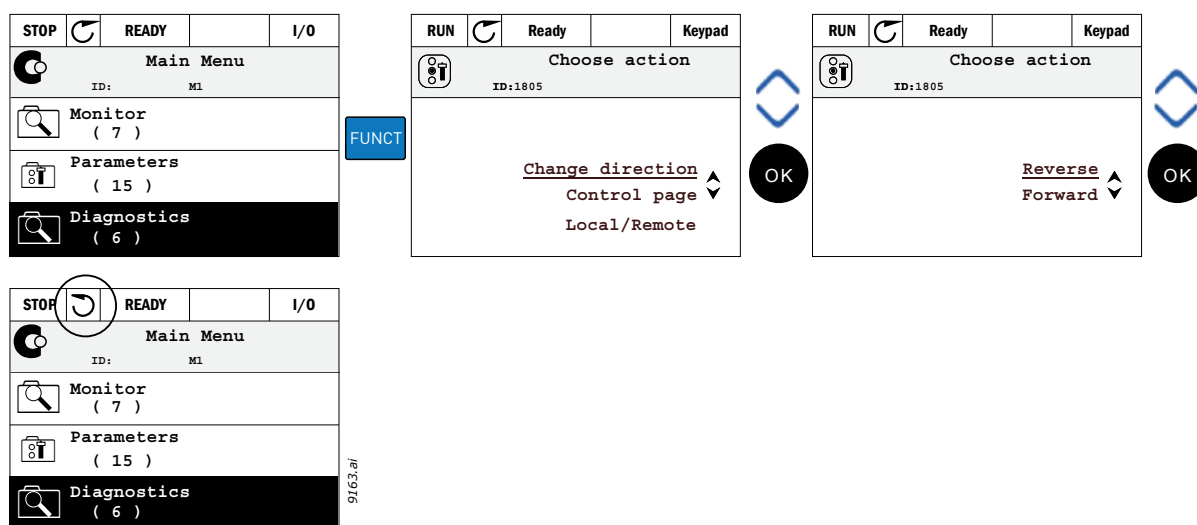 STOP READY I/O
Main Menu
ID: M1
Monitor
( 7 )
Parameters
( 15 )
Diagnostics
( 6 )
FUNCT
RUN Ready Keypad
Choose action
ID:1805
Change direction
Control page
Local/Remote
OK
RUN Ready Keypad
Choose action
ID:1805
Reverse
Forward
OK
STOP READY I/O
Main Menu
ID: M1
Monitor
( 7 )
Parameters
( 15 )
Diagnostics
( 6 )
9163.ai